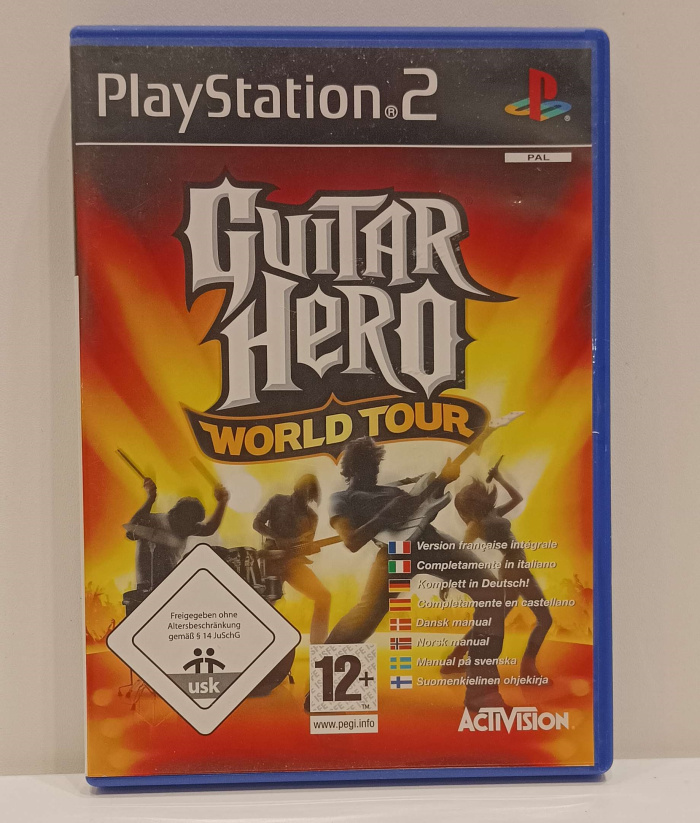 PlayStation®2
PAL
GUITAR
HERO
WORLD TOUR
Version française intégrale
Completamente in italiano
Komplett in Deutsch!
Completamente en castellano
Dansk manual
Norsk manual
Manual på svenska
Suomenkielinen ohjekirja
Freigegeben ohne
Altersbeschränkung
gemäß § 14 JuSchG
usk
12+
www.pegi.info
ACTIVISION